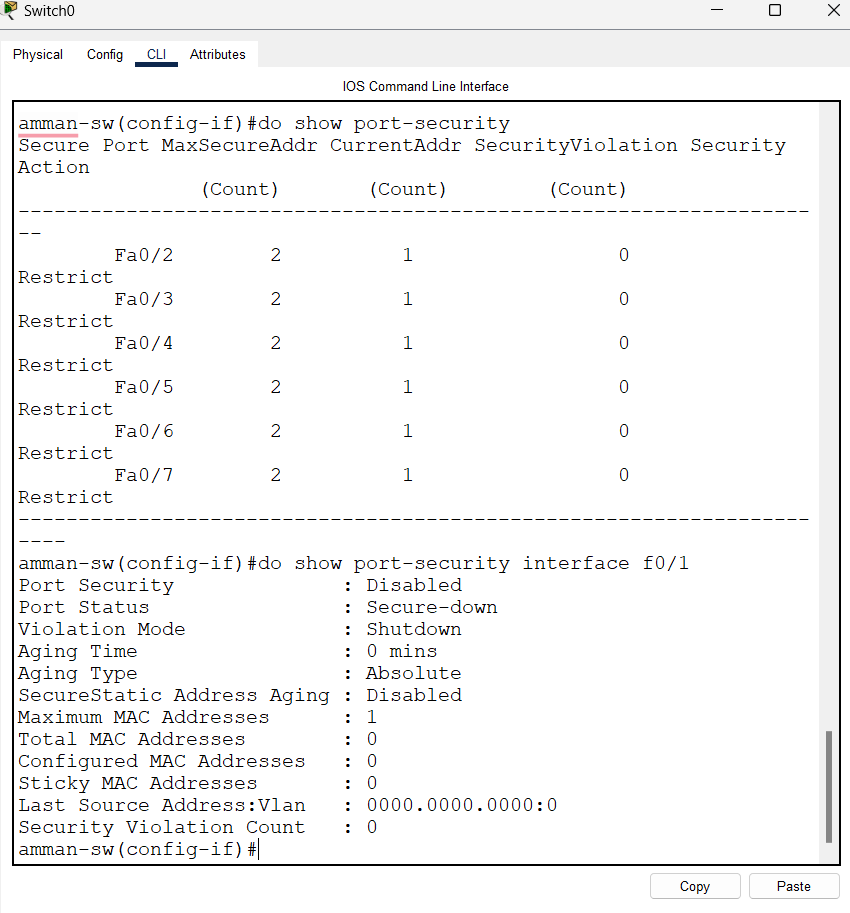 Switch0
Physical Config CLI Attributes
IOS Command Line Interface
amman-sw(config-if)#do show port-security
Secure Port MaxSecureAddr CurrentAddr SecurityViolation Security
Action
(Count) (Count) (Count)
--------------------------------------------------------------------
--
Fa0/2 2 1 0
Restrict
Fa0/3 2 1 0
Restrict
Fa0/4 2 1 0
Restrict
Fa0/5 2 1 0
Restrict
Fa0/6 2 1 0
Restrict
Fa0/7 2 1 0
Restrict
--------------------------------------------------------------------
----
amman-sw(config-if)#do show port-security interface f0/1
Port Security : Disabled
Port Status : Secure-down
Violation Mode : Shutdown
Aging Time : 0 mins
Aging Type : Absolute
SecureStatic Address Aging : Disabled
Maximum MAC Addresses : 1
Total MAC Addresses : 0
Configured MAC Addresses : 0
Sticky MAC Addresses : 0
Last Source Address:Vlan : 0000.0000.0000:0
Security Violation Count : 0
amman-sw(config-if)#
Copy Paste